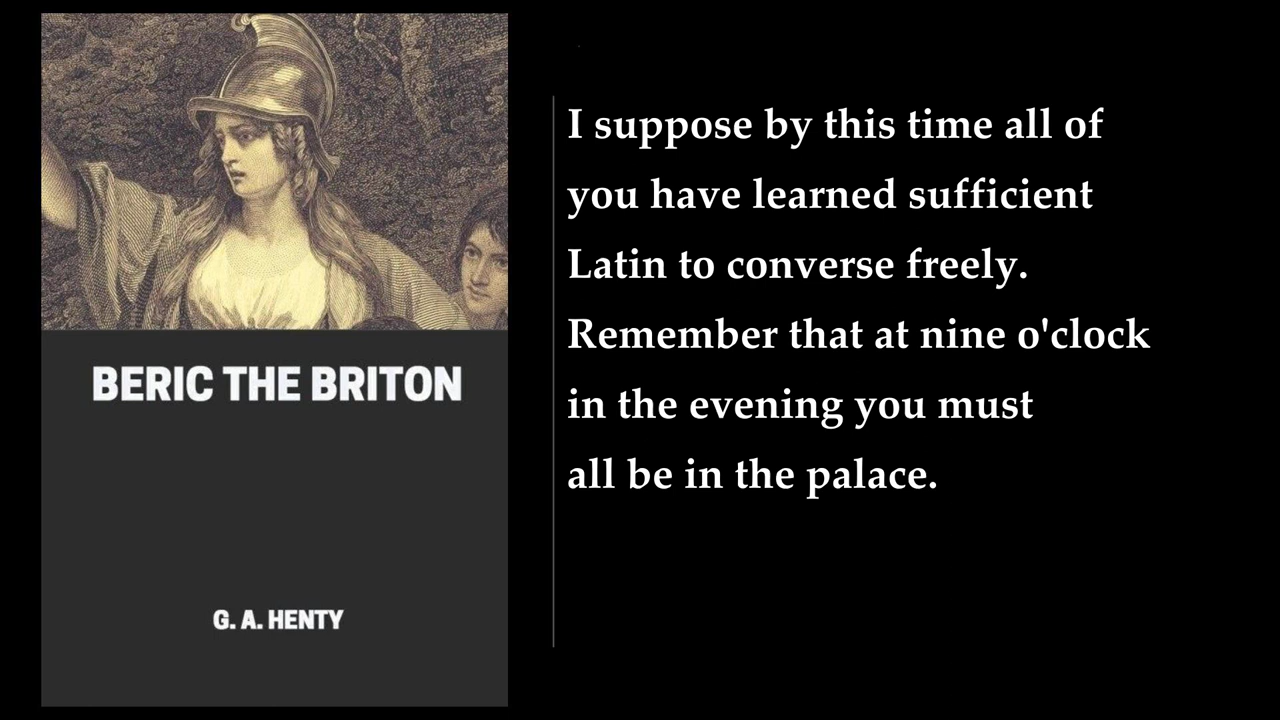 BERIC THE BRITON
G. A. HENTY
I suppose by this time all of
you have learned sufficient
Latin to converse freely.
Remember that at nine o'clock
in the evening you must
all be in the palace.